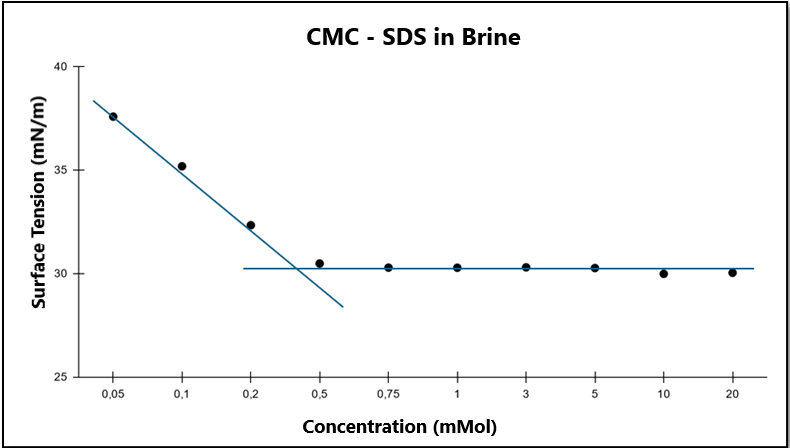 CMC - SDS in Brine
40
35
30
25
Surface Tension (mN/m)
0,05 0,1 0,2 0,5 0,75 1 3 5 10 20
Concentration (mMol)